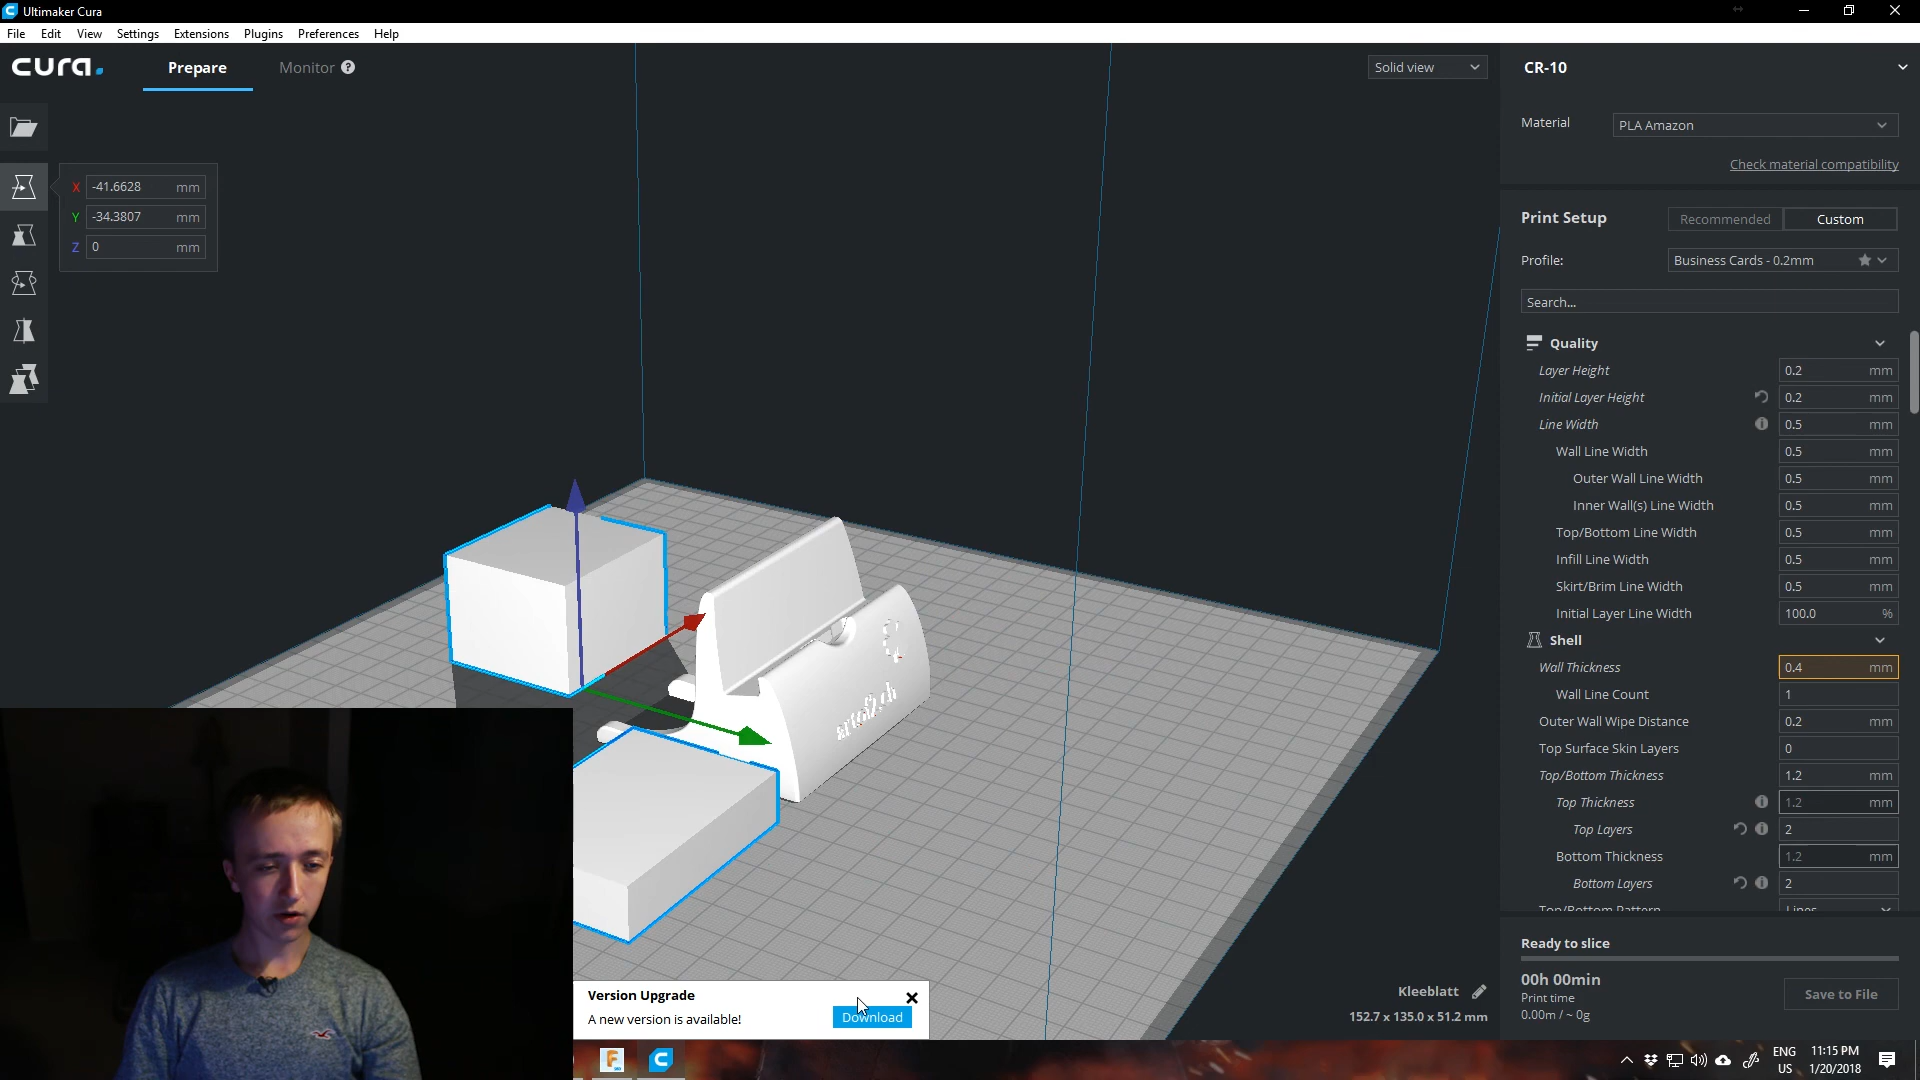 Ultimaker Cura
File Edit View Settings Extensions Plugins Preferences Help
cura.
Prepare
Monitor ?
Solid view
CR-10
Material
PLA Amazon
Check material compatibility
X -41.6628 mm
Y -34.3807 mm
Z 0 mm
Print Setup
Recommended
Custom
Profile:
Business Cards - 0.2mm
Search...
Quality
Layer Height 0.2 mm
Initial Layer Height 0.2 mm
Line Width 0.5 mm
Wall Line Width 0.5 mm
Outer Wall Line Width 0.5 mm
Inner Wall(s) Line Width 0.5 mm
Top/Bottom Line Width 0.5 mm
Infill Line Width 0.5 mm
Skirt/Brim Line Width 0.5 mm
Initial Layer Line Width 100.0 %
Shell
Wall Thickness 0.4 mm
Wall Line Count 1
Outer Wall Wipe Distance 0.2 mm
Top Surface Skin Layers 0
Top/Bottom Thickness 1.2 mm
Top Thickness 1.2 mm
Top Layers 2
Bottom Thickness 1.2 mm
Bottom Layers 2
Top/Bottom Pattern Lines
Ready to slice
00h 00min
Print time
0.00m / ~ 0g
Save to File
Kleeblatt
152.7 x 135.0 x 51.2 mm
Version Upgrade
A new version is available!
Download
ENG
US
11:15 PM
1/20/2018